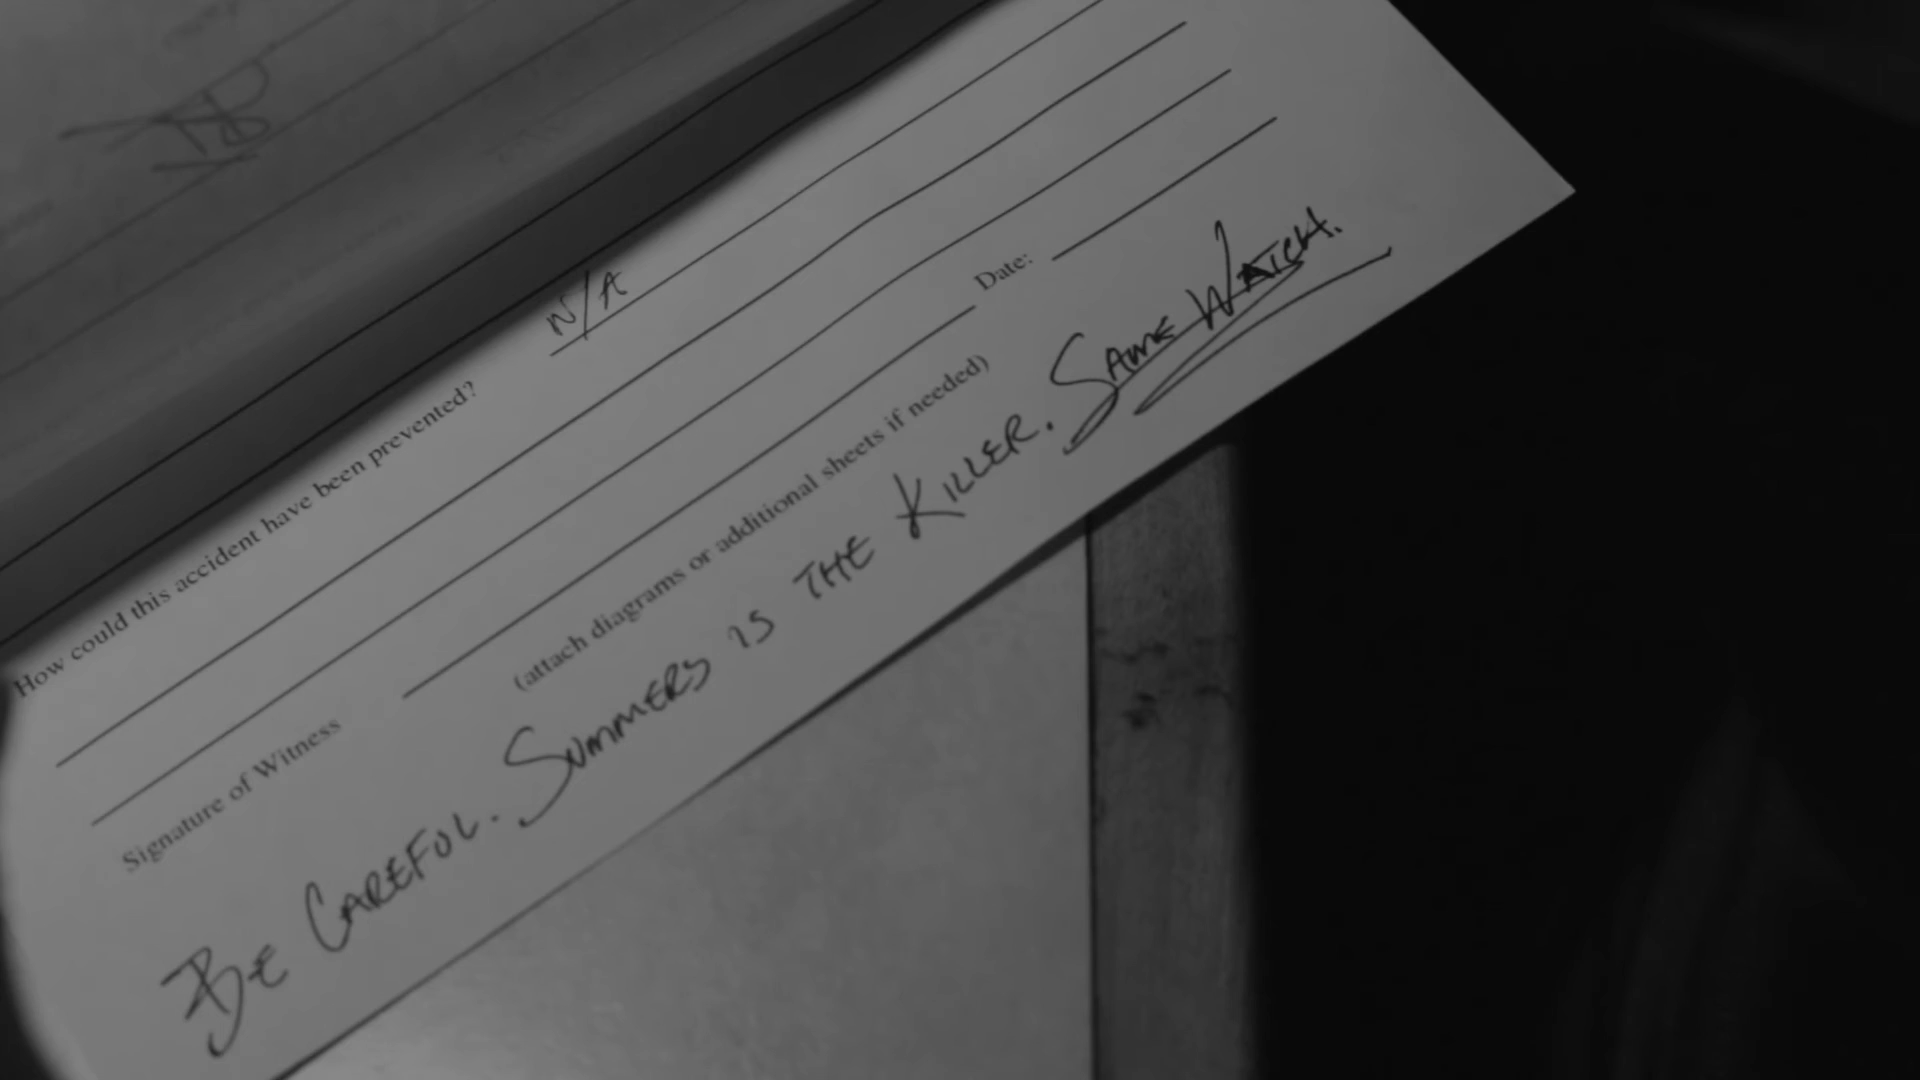 N/A
How could this accident have been prevented?
Signature of Witness Date:
(attach diagrams or additional sheets if needed)
BE CAREFUL. SUMMERS IS THE KILLER. SAME WATCH.